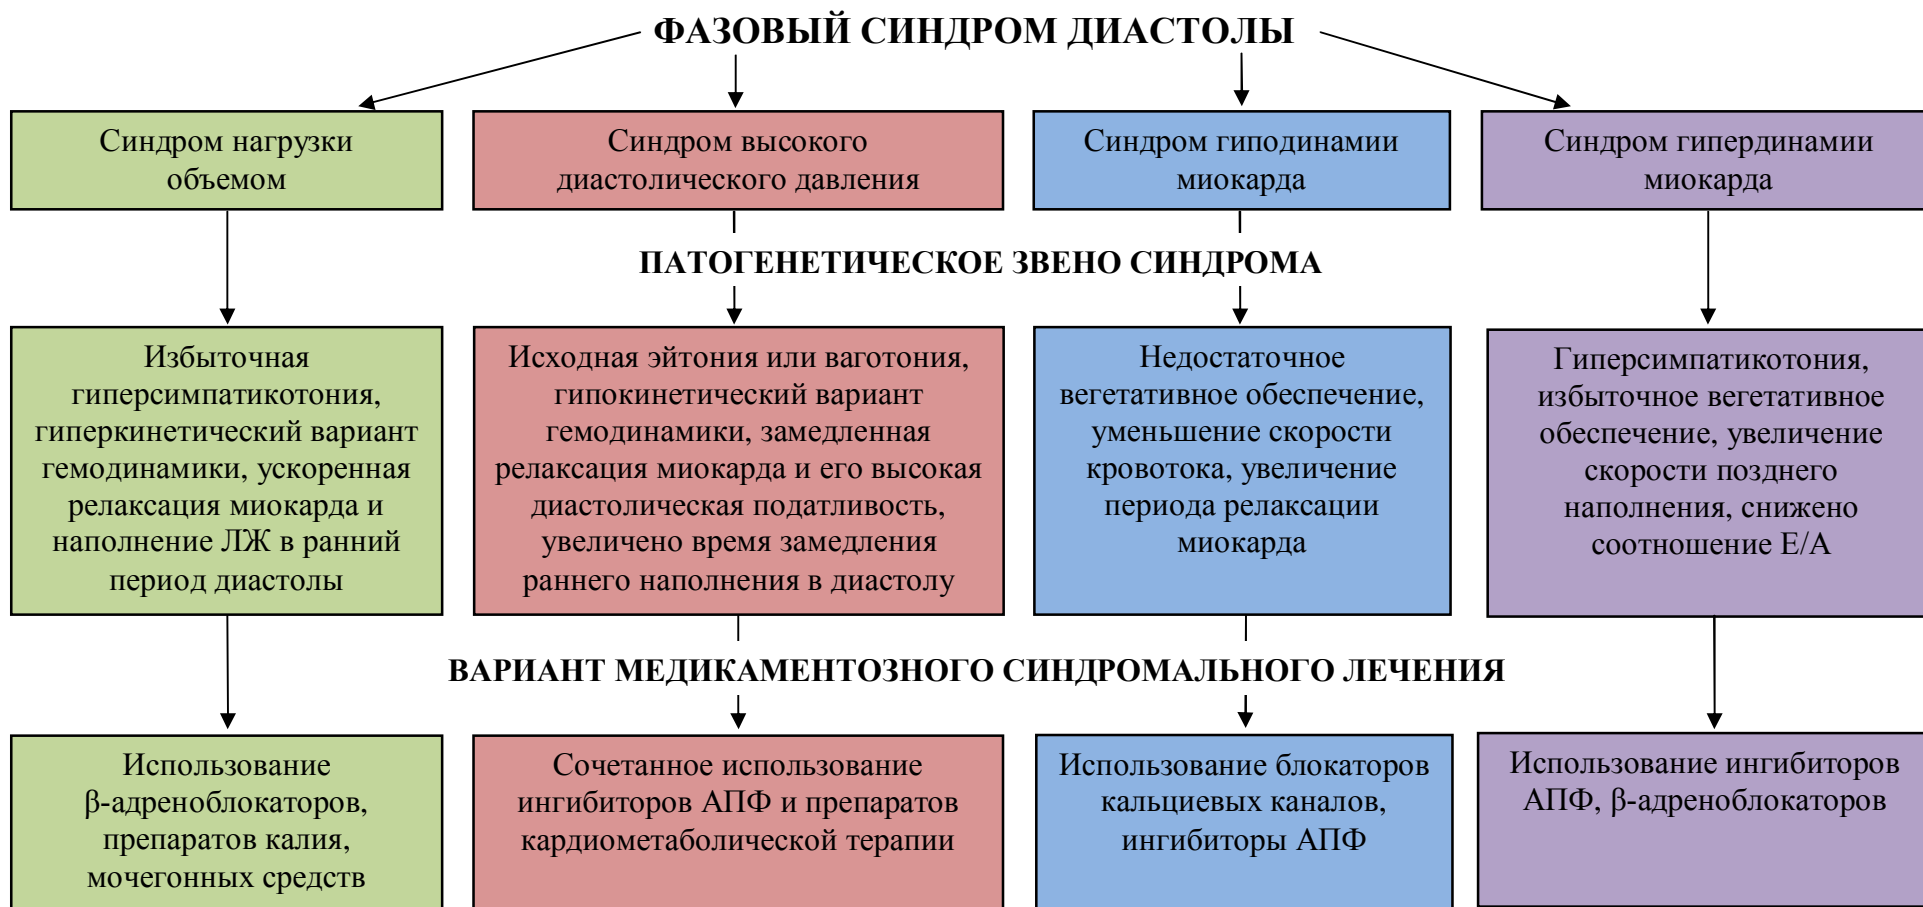 ФАЗОВЫЙ СИНДРОМ ДИАСТОЛЫ
Синдром нагрузки
объемом
Синдром высокого
диастолического давления
Синдром гиподинамии
миокарда
Синдром гипердинамии
миокарда
ПАТОГЕНЕТИЧЕСКОЕ ЗВЕНО СИНДРОМА
Избыточная
гиперсимпатикотония,
гиперкинетический вариант
гемодинамики, ускоренная
релаксация миокарда и
наполнение ЛЖ в ранний
период диастолы
Исходная эйтония или ваготония,
гипокинетический вариант
гемодинамики, замедленная
релаксация миокарда и его высокая
диастолическая податливость,
увеличено время замедления
раннего наполнения в диастолу
Недостаточное
вегетативное обеспечение,
уменьшение скорости
кровотока, увеличение
периода релаксации
миокарда
Гиперсимпатикотония,
избыточное вегетативное
обеспечение, увеличение
скорости позднего
наполнения, снижено
соотношение Е/А
ВАРИАНТ МЕДИКАМЕНТОЗНОГО СИНДРОМАЛЬНОГО ЛЕЧЕНИЯ
Использование
β-адреноблокаторов,
препаратов калия,
мочегонных средств
Сочетанное использование
ингибиторов АПФ и препаратов
кардиометаболической терапии
Использование блокаторов
кальциевых каналов,
ингибиторы АПФ
Использование ингибиторов
АПФ, β-адреноблокаторов